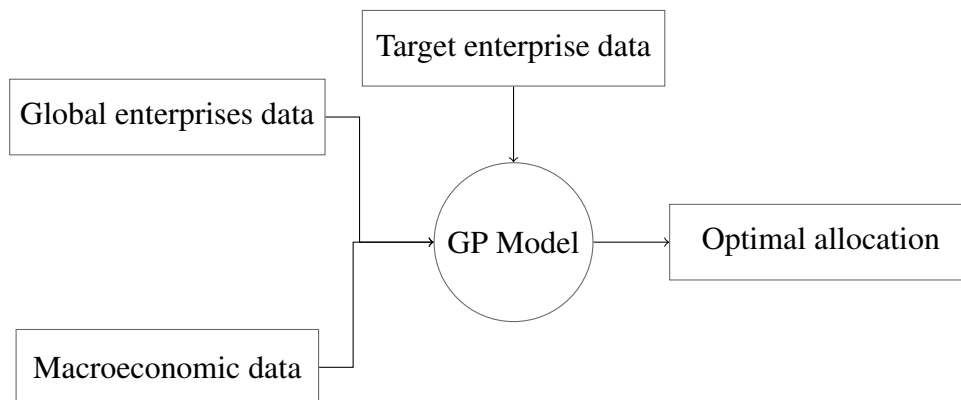 Target enterprise data
Global enterprises data
GP Model
Optimal allocation
Macroeconomic data